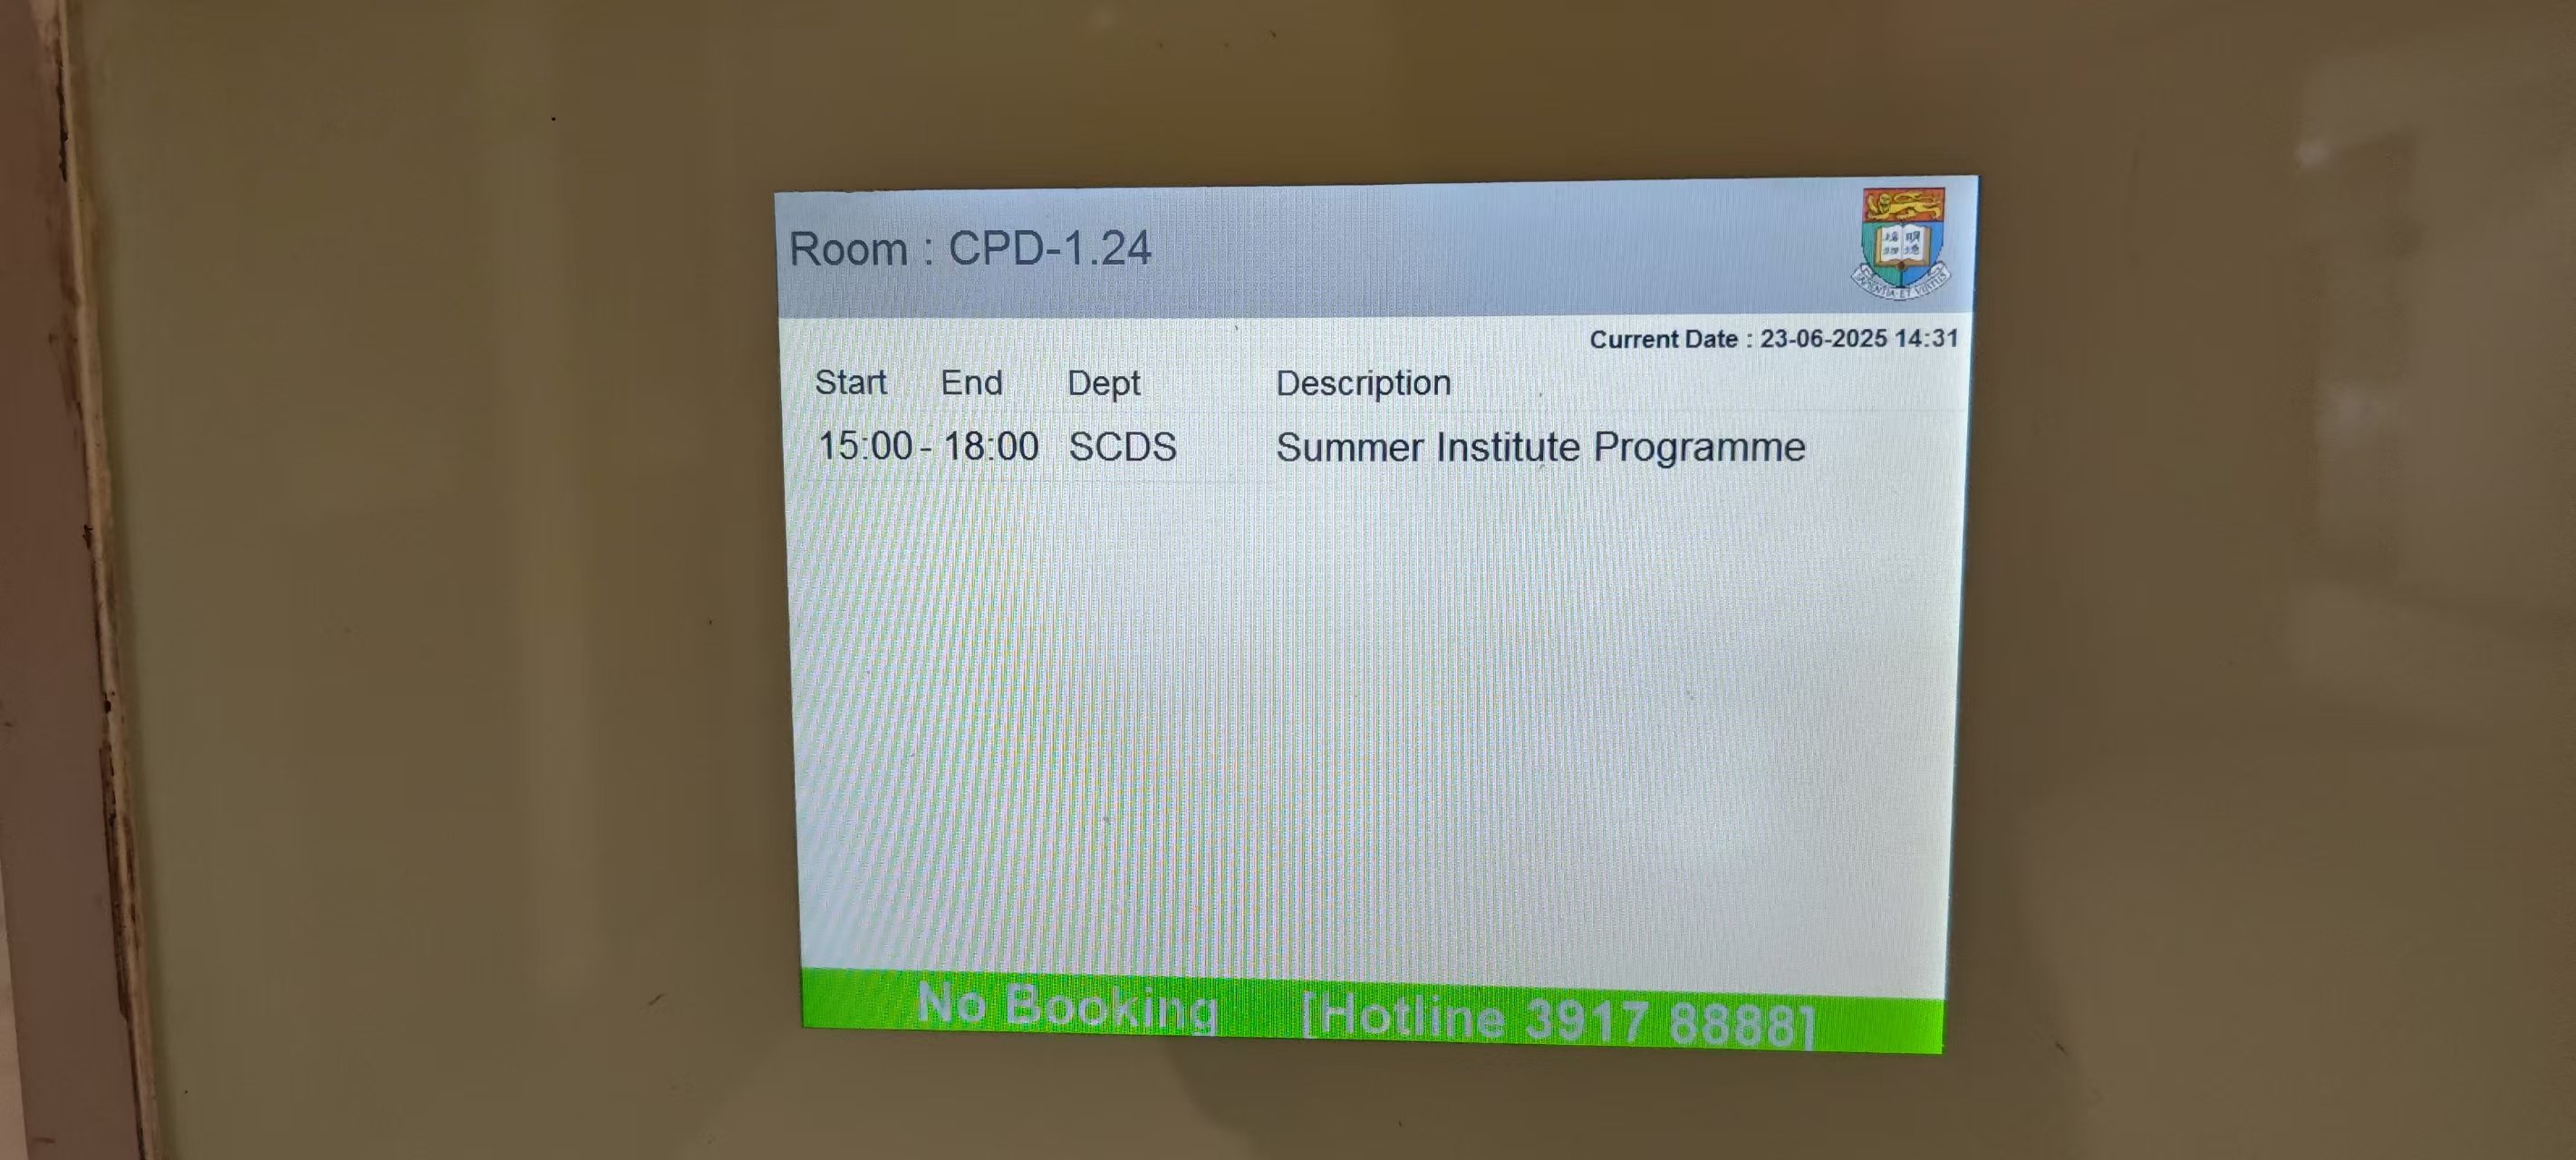 Room : CPD-1.24
Current Date : 23-06-2025 14:31
Start End Dept Description
15:00 - 18:00 SCDS Summer Institute Programme
No Booking [Hotline 3917 8888]